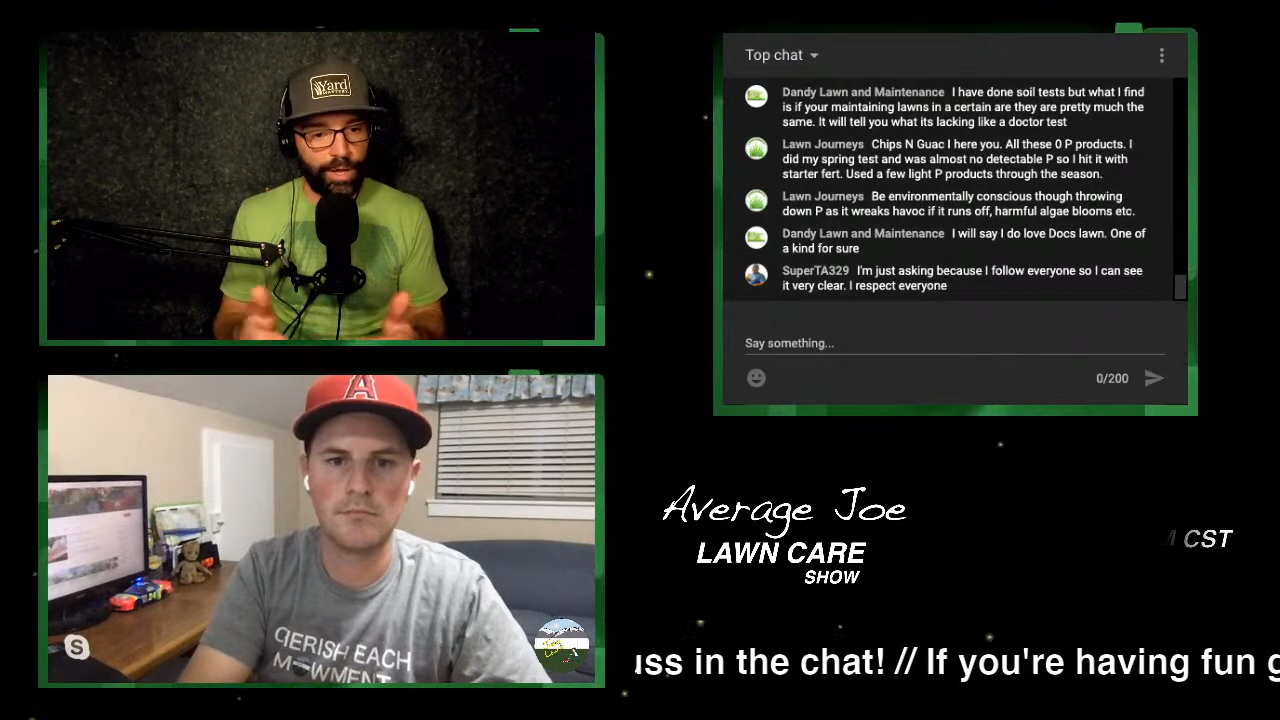 Yard
MASTERY
Top chat
Dandy Lawn and Maintenance I have done soil tests but what I find
is if your maintaining lawns in a certain are they are pretty much the
same. It will tell you what its lacking like a doctor test
Lawn Journeys Chips N Guac I here you. All these 0 P products. I
did my spring test and was almost no detectable P so I hit it with
starter fert. Used a few light P products through the season.
Lawn Journeys Be environmentally conscious though throwing
down P as it wreaks havoc if it runs off, harmful algae blooms etc.
Dandy Lawn and Maintenance I will say I do love Docs lawn. One of
a kind for sure
SuperTA329 I'm just asking because I follow everyone so I can see
it very clear. I respect everyone
Say something...
0/200
A
24
CHERISH EACH
MOWMENT
S
Average Joe
LAWN CARE
SHOW
CST
uss in the chat! // If you're having fun g